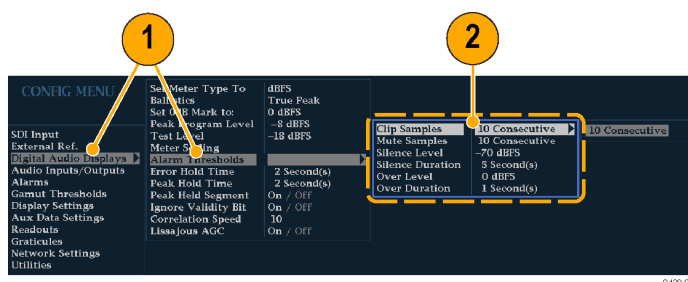 1
2
CONFIG MENU
SDI Input
External Ref.
Digital Audio Displays
Audio Inputs/Outputs
Alarms
Gamut Thresholds
Display Settings
Aux Data Settings
Readouts
Graticules
Network Settings
Utilities
Set Meter Type To dBFS
Ballistics True Peak
Set 0dB Mark to: 0 dBFS
Peak Program Level -8 dBFS
Test Level -18 dBFS
Meter Scaling
Alarm Thresholds
Error Hold Time 2 Second(s)
Peak Hold Time 2 Second(s)
Peak Held Segment On / Off
Ignore Validity Bit On / Off
Correlation Speed 10
Lissajous AGC On / Off
Clip Samples 10 Consecutive
Mute Samples 10 Consecutive
Silence Level -70 dBFS
Silence Duration 5 Second(s)
Over Level 0 dBFS
Over Duration 1 Second(s)
10 Consecutive